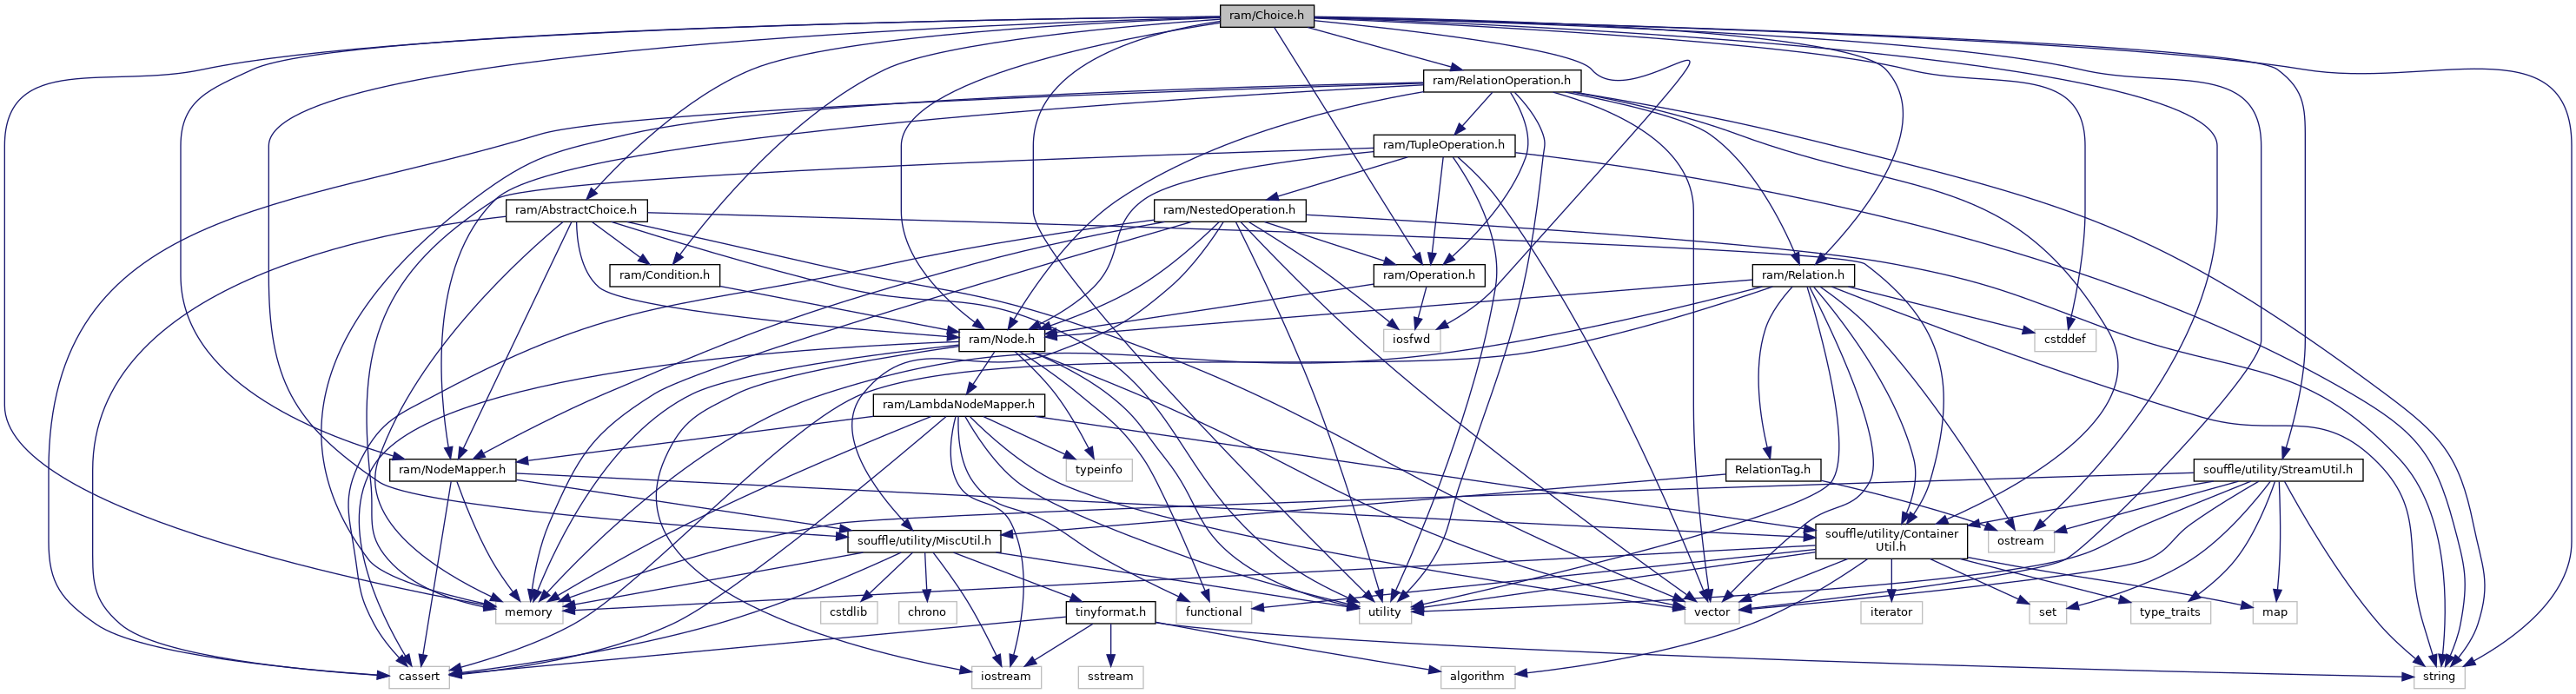 ram/Choice.h
ram/RelationOperation.h
ram/TupleOperation.h
ram/AbstractChoice.h
ram/NestedOperation.h
ram/Condition.h
ram/Operation.h
ram/Relation.h
ram/Node.h
iosfwd
cstddef
ram/LambdaNodeMapper.h
ram/NodeMapper.h
typeinfo
RelationTag.h
souffle/utility/StreamUtil.h
souffle/utility/MiscUtil.h
souffle/utility/Container
Util.h
ostream
memory
cstdlib
chrono
tinyformat.h
functional
utility
vector
iterator
set
type_traits
map
cassert
iostream
sstream
algorithm
string